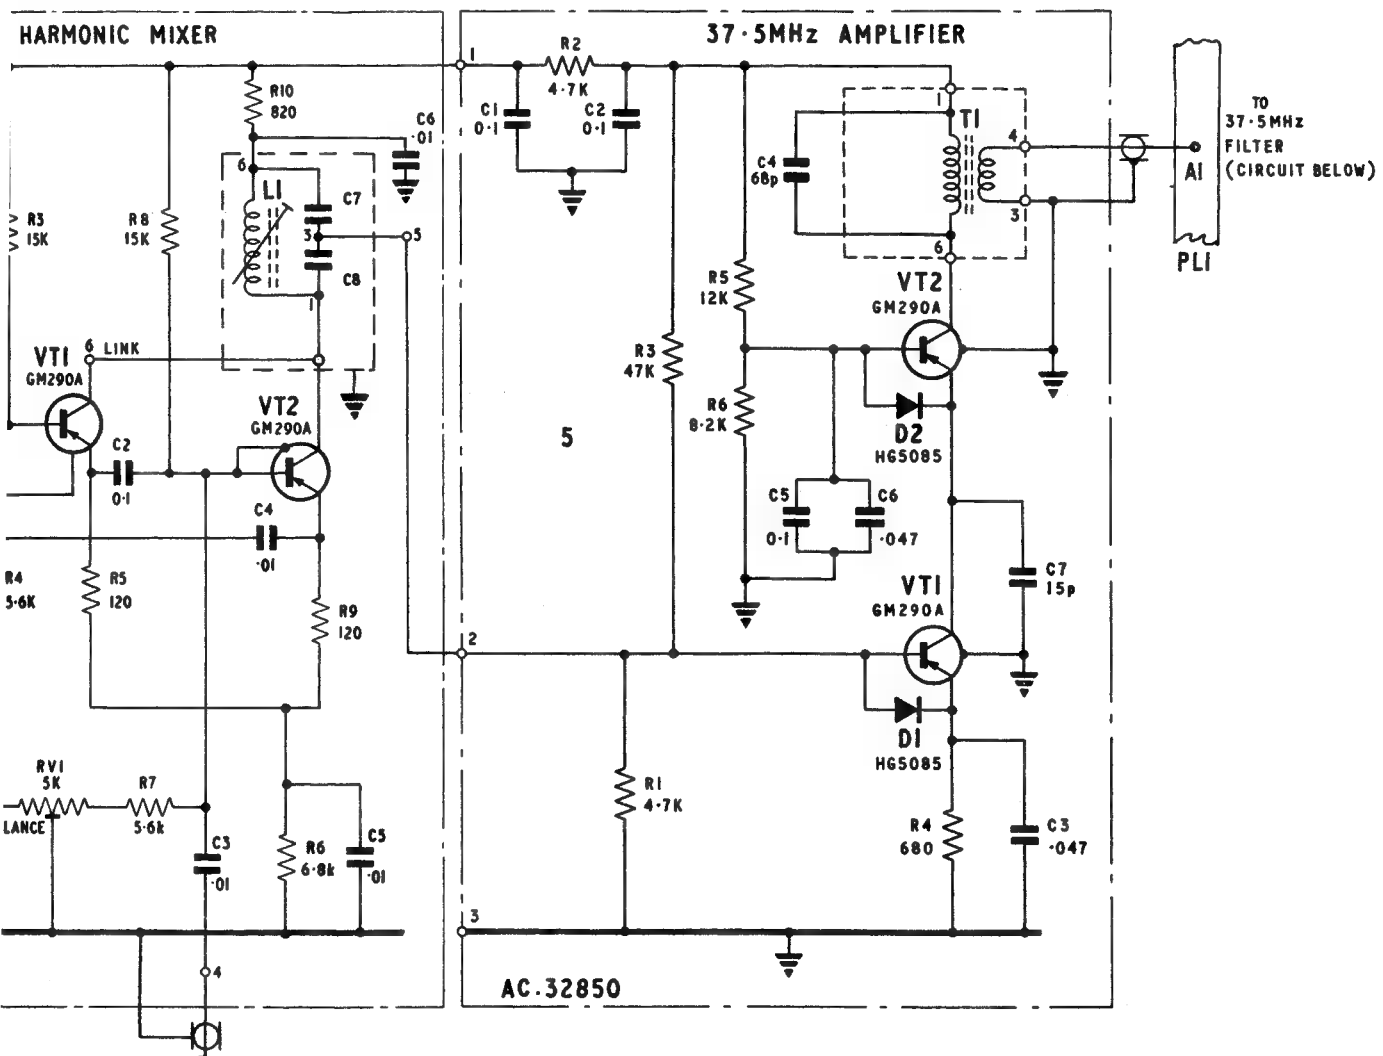 HARMONIC MIXER
37·5MHz AMPLIFIER
1
R2
4·7K
R10
820
C6
·01
C1
0·1
C2
0·1
1
T1
4
C4
68p
3
6
TO
37·5MHz
FILTER
(CIRCUIT BELOW)
A1
PL1
6
L1
C7
3
5
C8
1
R3
15K
R8
15K
R5
12K
VT2
GM290A
VT1
GM290A
6 LINK
R3
47K
R6
8·2K
D2
HG5085
VT2
GM290A
C2
0·1
5
C4
·01
C5
0·1
C6
·047
R4
5·6K
R5
120
R9
120
VT1
GM290A
C7
15p
2
D1
HG5085
RV1
5K
LANCE
R7
5·6k
R1
4·7K
C3
·01
R6
6·8k
C5
·01
R4
680
C3
·047
3
4
AC.32850